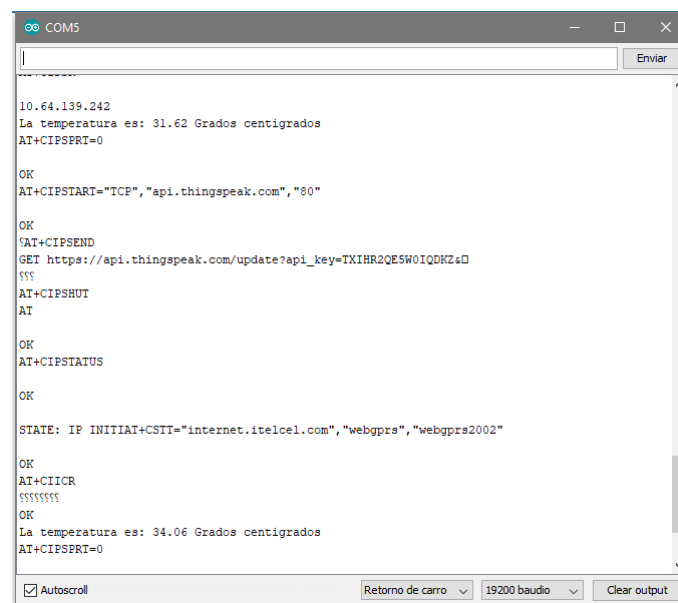 COM5
Enviar
10.64.139.242
La temperatura es: 31.62 Grados centigrados
AT+CIPSPRT=0
OK
AT+CIPSTART="TCP","api.thingspeak.com","80"
OK
⸮AT+CIPSEND
GET https://api.thingspeak.com/update?api_key=TXIHR2QE5W0IQDKZ&□
⸮⸮⸮
AT+CIPSHUT
AT
OK
AT+CIPSTATUS
OK
STATE: IP INITIAT+CSTT="internet.itelcel.com","webgprs","webgprs2002"
OK
AT+CIICR
⸮⸮⸮⸮⸮⸮⸮⸮
OK
La temperatura es: 34.06 Grados centigrados
AT+CIPSPRT=0
Autoscroll Retorno de carro 19200 baudio Clear output